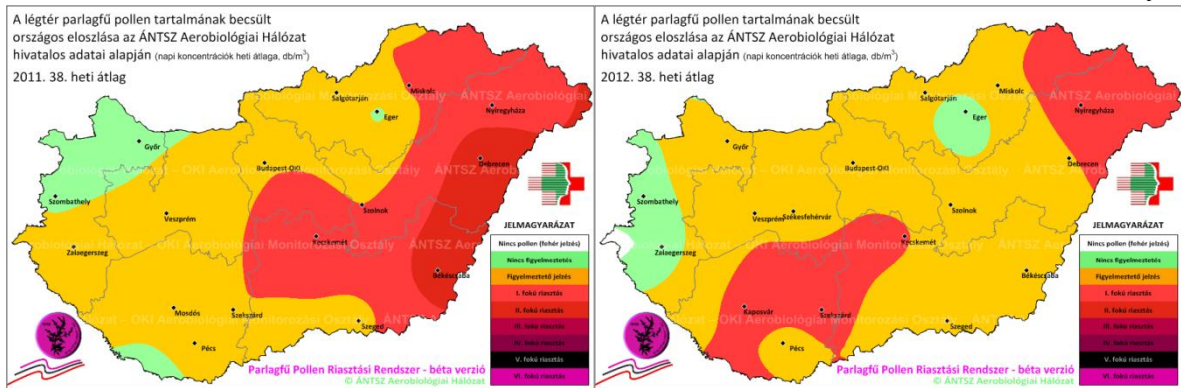 A légtér parlagfű pollen tartalmának becsült
országos eloszlása az ÁNTSZ Aerobiológiai Hálózat
hivatalos adatai alapján (napi koncentrációk heti átlaga, db/m³)
2011. 38. heti átlag
Salgótarján
Miskolc
Nyíregyháza
Eger
Győr
Budapest-OKI
Debrecen
Szombathely
Veszprém
Szolnok
Kecskemét
Zalaegerszeg
Békéscsaba
Mosdós
Szekszárd
Szeged
Pécs
JELMAGYARÁZAT
Nincs pollen (fehér jelzés)
Nincs figyelmeztetés
Figyelmeztető jelzés
I. fokú riasztás
II. fokú riasztás
III. fokú riasztás
IV. fokú riasztás
V. fokú riasztás
VI. fokú riasztás
Parlagfű Pollen Riasztási Rendszer - béta verzió
© ÁNTSZ Aerobiológiai Hálózat
A légtér parlagfű pollen tartalmának becsült
országos eloszlása az ÁNTSZ Aerobiológiai Hálózat
hivatalos adatai alapján (napi koncentrációk heti átlaga, db/m³)
2012. 38. heti átlag
Salgótarján
Miskolc
Nyíregyháza
Eger
Győr
Budapest-OKI
Debrecen
Szombathely
Veszprém
Székesfehérvár
Szolnok
Kecskemét
Zalaegerszeg
Békéscsaba
Kaposvár
Szekszárd
Szeged
Pécs
JELMAGYARÁZAT
Nincs pollen (fehér jelzés)
Nincs figyelmeztetés
Figyelmeztető jelzés
I. fokú riasztás
II. fokú riasztás
III. fokú riasztás
IV. fokú riasztás
V. fokú riasztás
VI. fokú riasztás
Parlagfű Pollen Riasztási Rendszer - béta verzió
© ÁNTSZ Aerobiológiai Hálózat